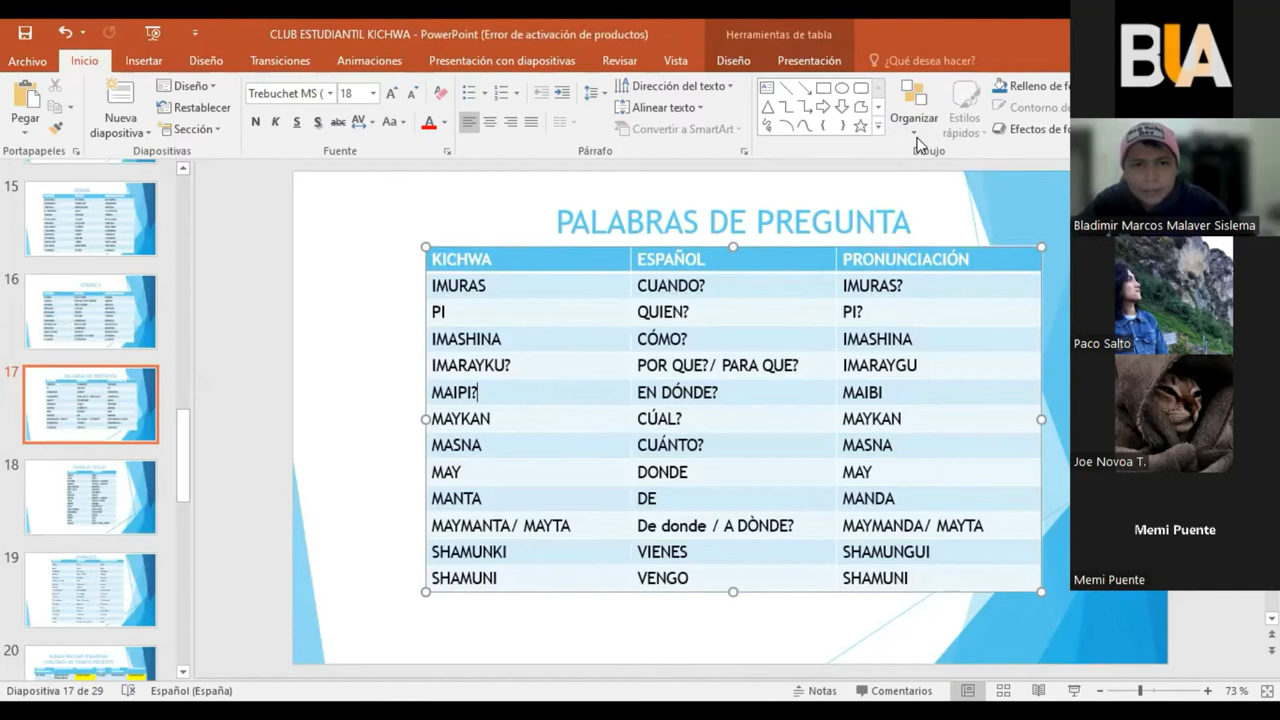 CLUB ESTUDIANTIL KICHWA - PowerPoint (Error de activación de productos)
Herramientas de tabla
Archivo Inicio Insertar Diseño Transiciones Animaciones Presentación con diapositivas Revisar Vista Diseño Presentación ¿Qué desea hacer?
Pegar
Nueva diapositiva
Diseño
Restablecer
Sección
Trebuchet MS ( 18
N K S S abc AV Aa A
Dirección del texto
Alinear texto
Convertir a SmartArt
Organizar
Estilos rápidos
Relleno de f
Contorno de
Efectos de fo
Portapapeles Diapositivas Fuente Párrafo Dibujo
15
16
17
18
19
20
PALABRAS DE PREGUNTA
KICHWA ESPAÑOL PRONUNCIACIÓN
IMURAS CUANDO? IMURAS?
PI QUIEN? PI?
IMASHINA CÓMO? IMASHINA
IMARAYKU? POR QUE?/ PARA QUE? IMARAYGU
MAIPI? EN DÓNDE? MAIBI
MAYKAN CÚAL? MAYKAN
MASNA CUÁNTO? MASNA
MAY DONDE MAY
MANTA DE MANDA
MAYMANTA/ MAYTA De donde / A DÒNDE? MAYMANDA/ MAYTA
SHAMUNKI VIENES SHAMUNGUI
SHAMUNI VENGO SHAMUNI
BUA
Bladimir Marcos Malaver Sislema
Paco Salto
Joe Novoa T.
Memi Puente
Memi Puente
Diapositiva 17 de 29 Español (España) Notas Comentarios 73 %